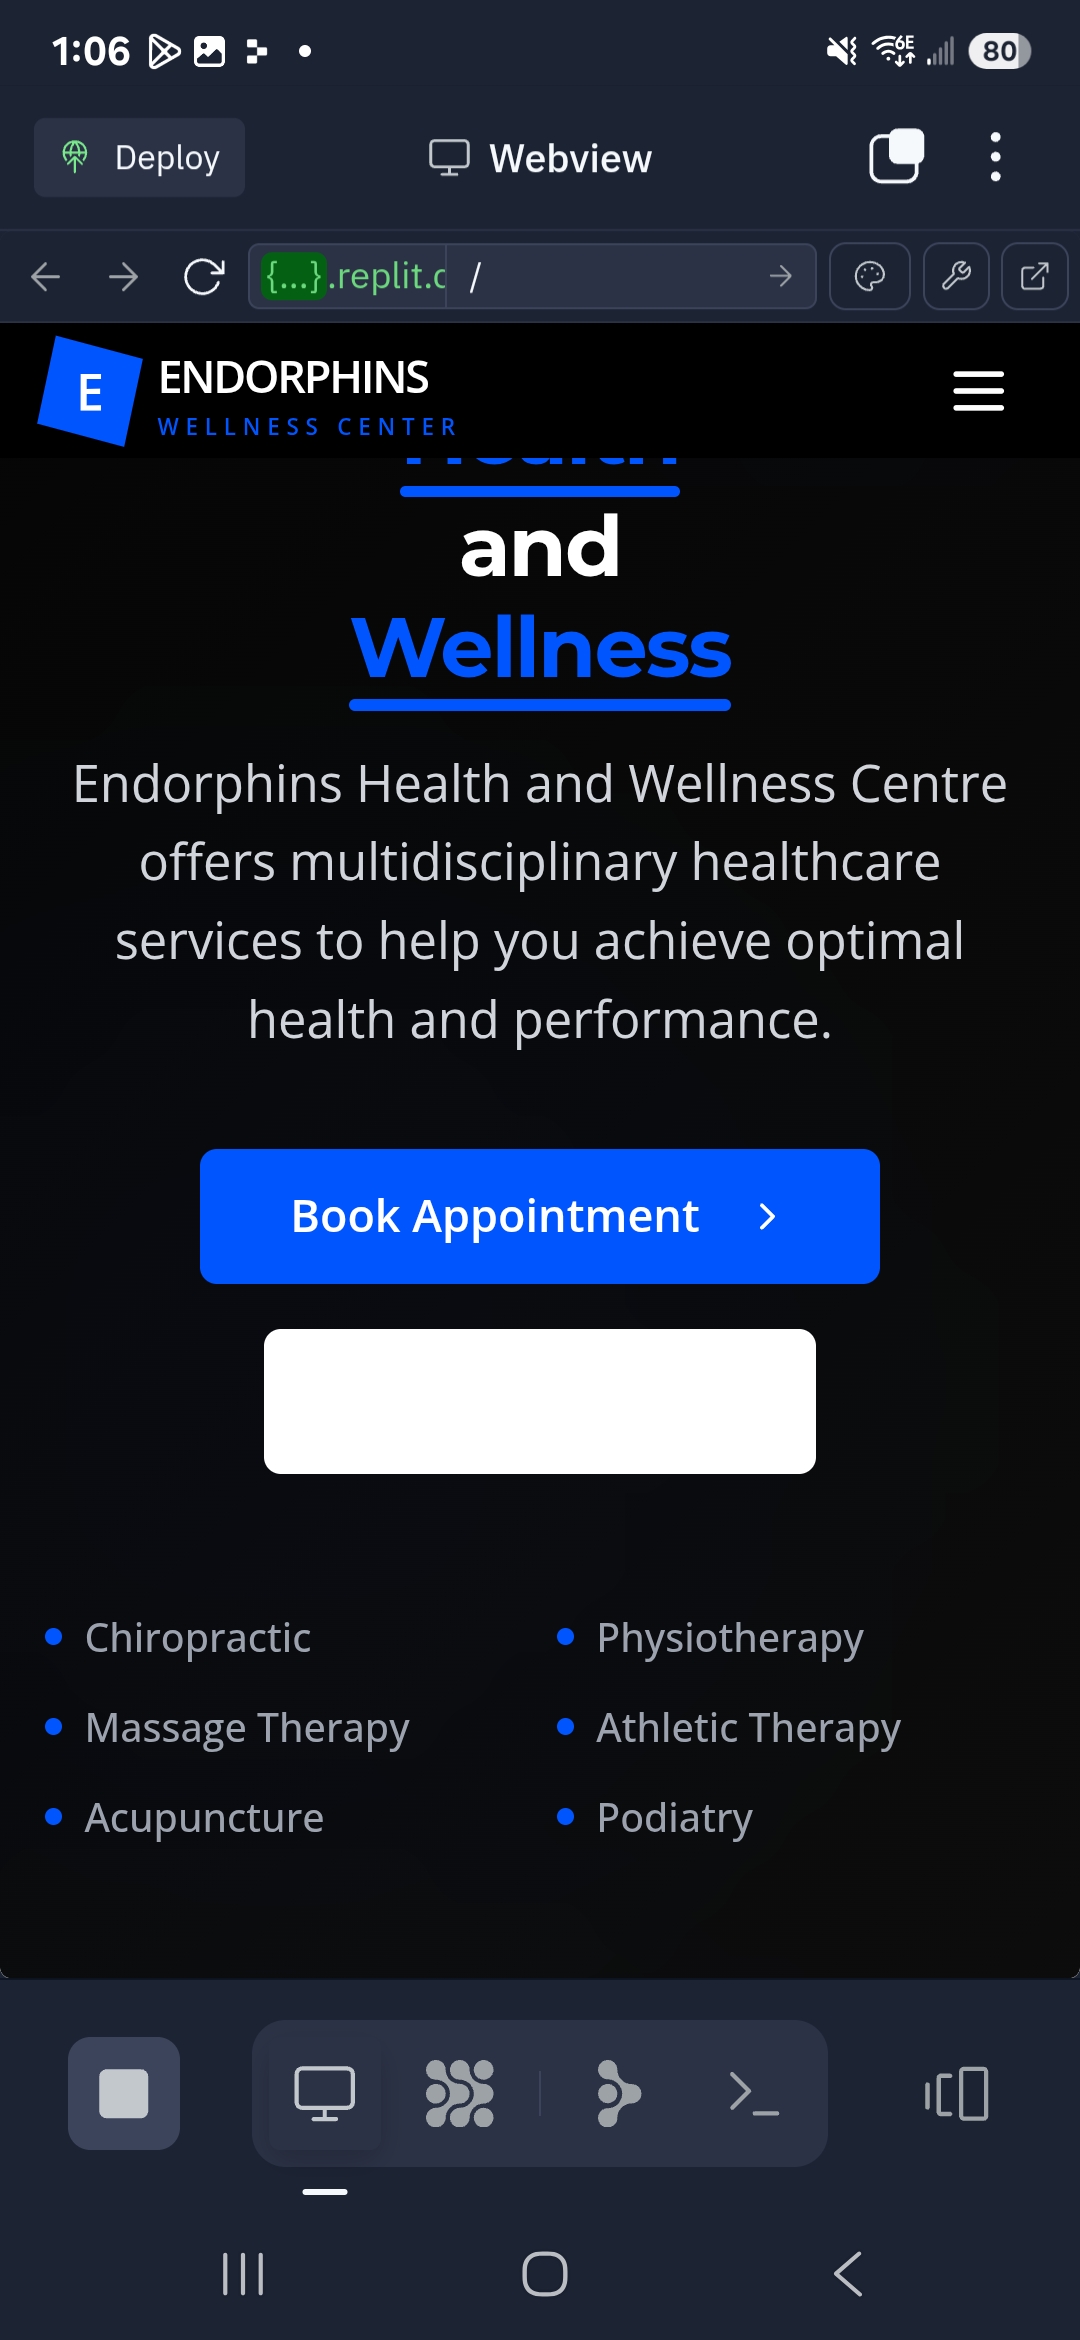 1:06
6E
80
Deploy
Webview
{...}.replit.
/
E
ENDORPHINS
WELLNESS CENTER
Health
and
Wellness
Endorphins Health and Wellness Centre
offers multidisciplinary healthcare
services to help you achieve optimal
health and performance.
Book Appointment
Chiropractic
Physiotherapy
Massage Therapy
Athletic Therapy
Acupuncture
Podiatry